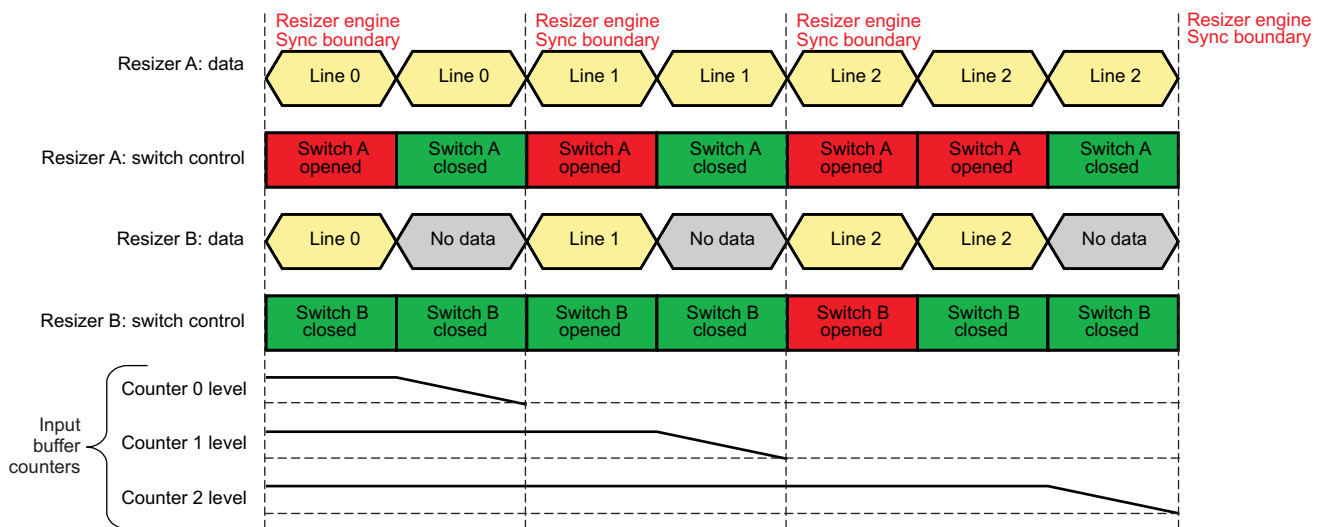 Resizer engine
Sync boundary
Resizer engine
Sync boundary
Resizer engine
Sync boundary
Resizer engine
Sync boundary
Resizer A: data
Line 0
Line 0
Line 1
Line 1
Line 2
Line 2
Line 2
Resizer A: switch control
Switch A
opened
Switch A
closed
Switch A
opened
Switch A
closed
Switch A
opened
Switch A
opened
Switch A
closed
Resizer B: data
Line 0
No data
Line 1
No data
Line 2
Line 2
No data
Resizer B: switch control
Switch B
closed
Switch B
closed
Switch B
opened
Switch B
closed
Switch B
opened
Switch B
closed
Switch B
closed
Input
buffer
counters
Counter 0 level
Counter 1 level
Counter 2 level